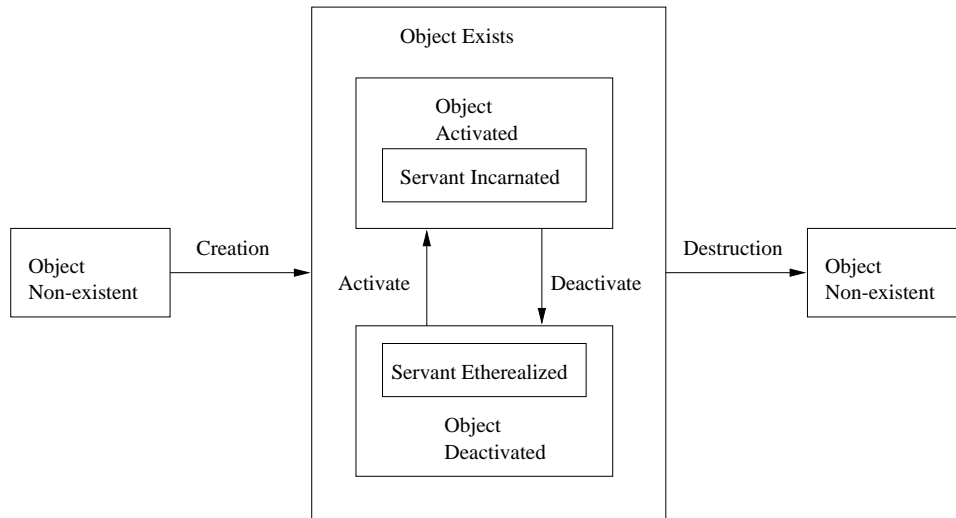 Object Exists
Object
Activated
Servant Incarnated
Creation
Destruction
Object
Non-existent
Activate
Deactivate
Object
Non-existent
Servant Etherealized
Object
Deactivated